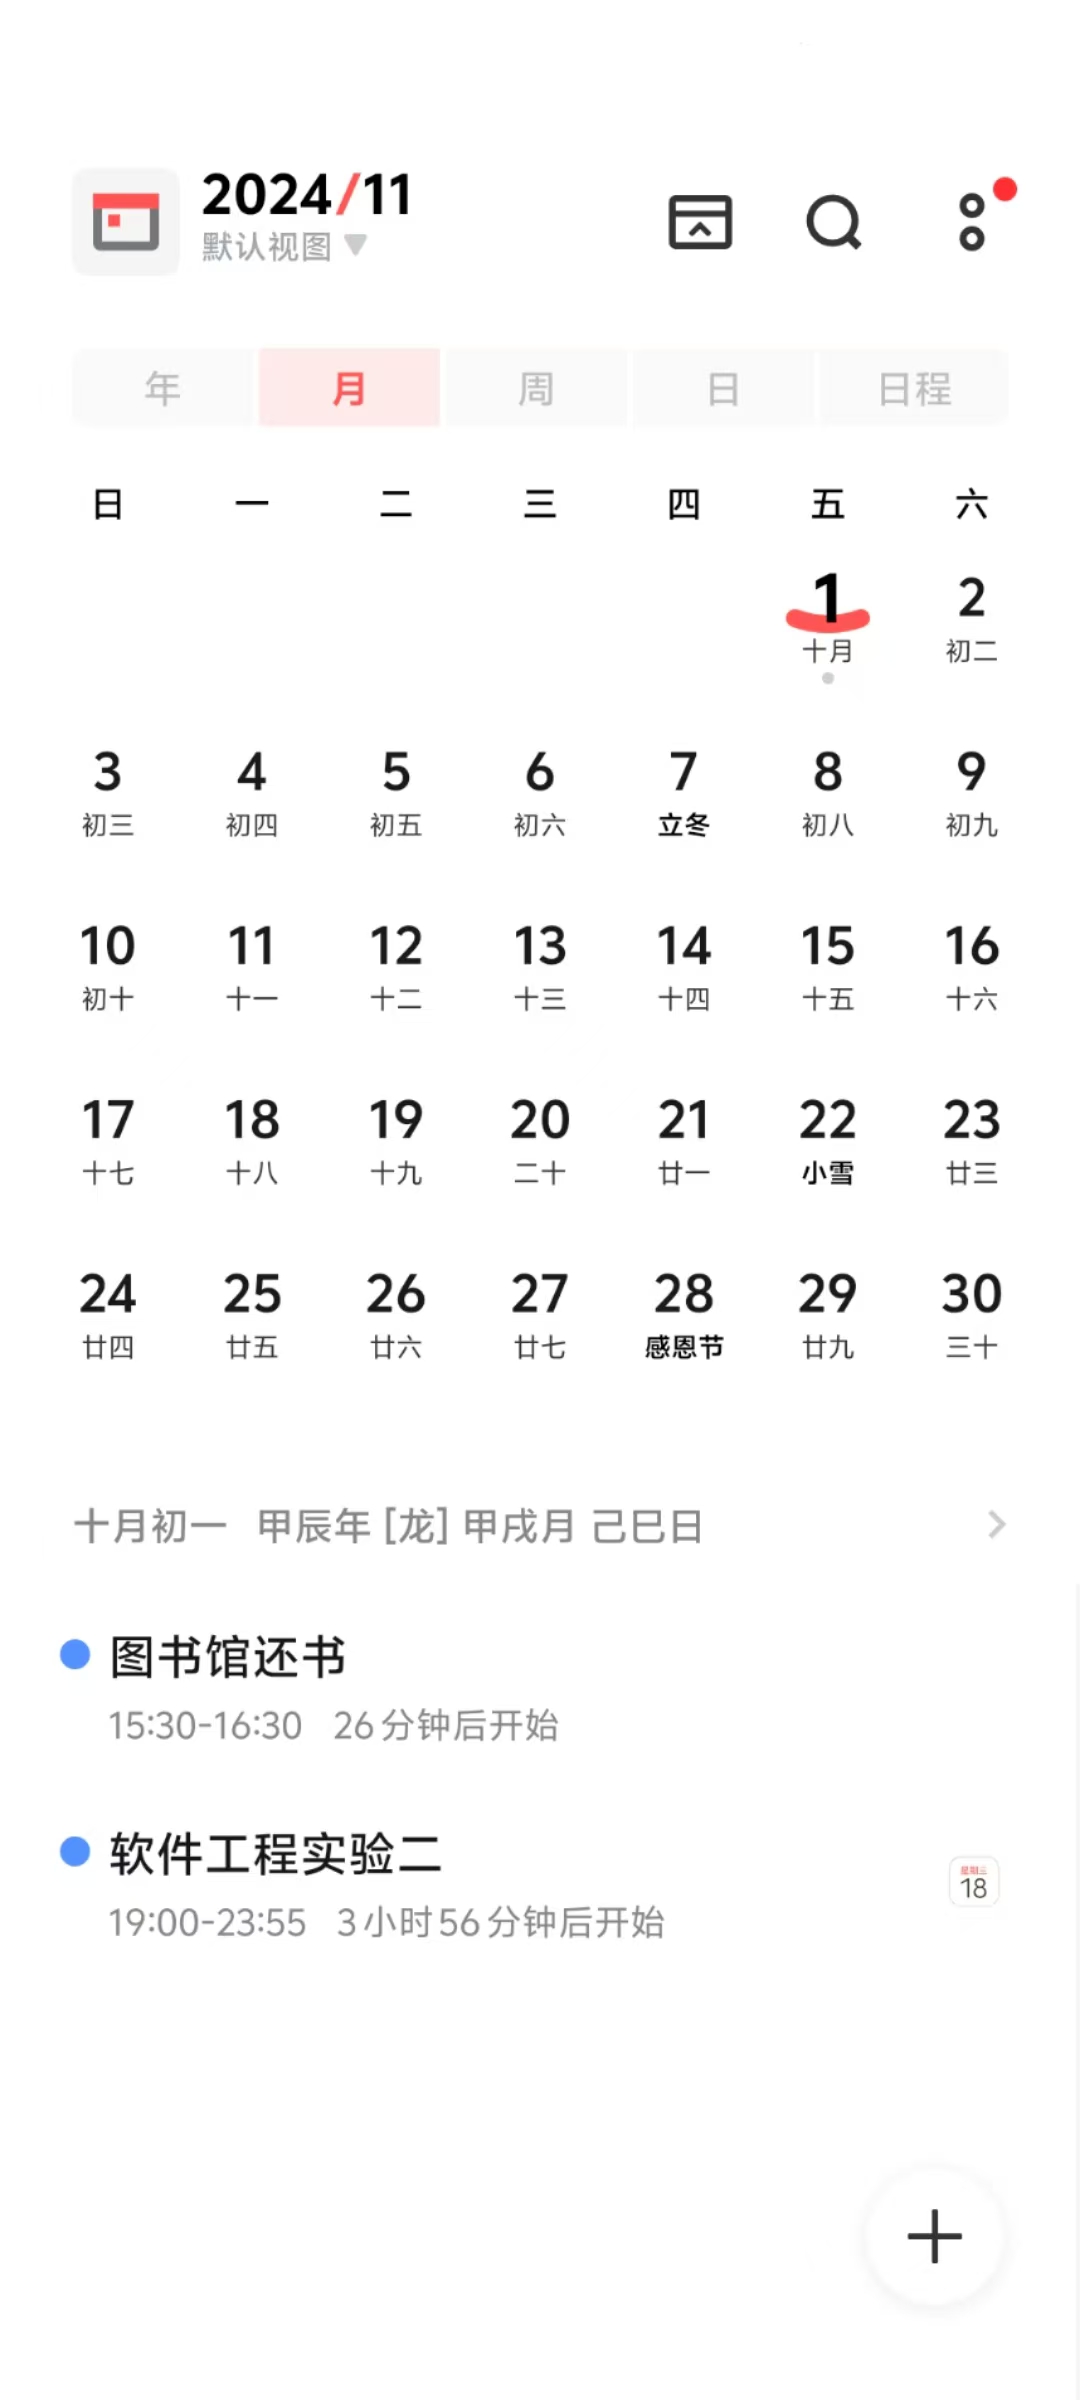 2024/11
默认视图
年 月 周 日 日程
日 一 二 三 四 五 六
1 2
十月 初二
3 4 5 6 7 8 9
初三 初四 初五 初六 立冬 初八 初九
10 11 12 13 14 15 16
初十 十一 十二 十三 十四 十五 十六
17 18 19 20 21 22 23
十七 十八 十九 二十 廿一 小雪 廿三
24 25 26 27 28 29 30
廿四 廿五 廿六 廿七 感恩节 廿九 三十
十月初一 甲辰年 [龙] 甲戌月 己巳日
图书馆还书
15:30-16:30 26分钟后开始
软件工程实验二
星期三
18
19:00-23:55 3小时56分钟后开始